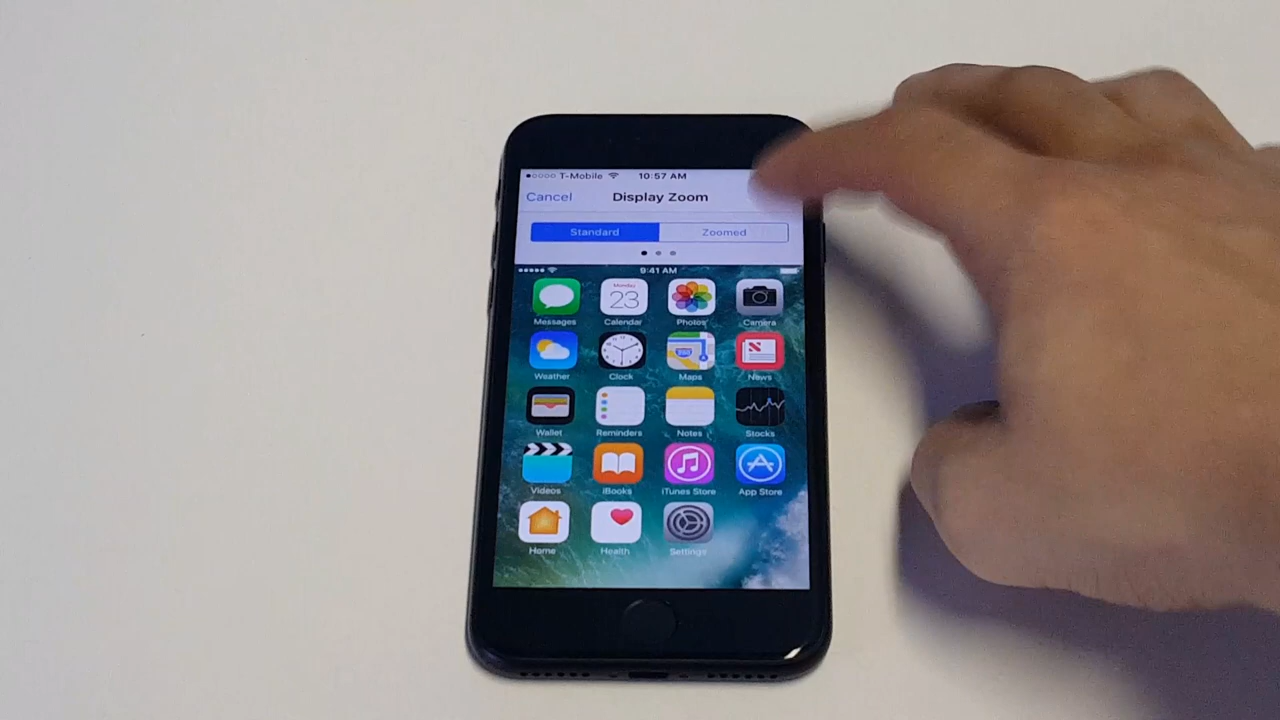 T-Mobile 10:57 AM
Cancel Display Zoom
Standard Zoomed
9:41 AM
Monday
23
Messages Calendar Photos Camera
Weather Clock Maps News
Wallet Reminders Notes Stocks
Videos iBooks iTunes Store App Store
Home Health Settings